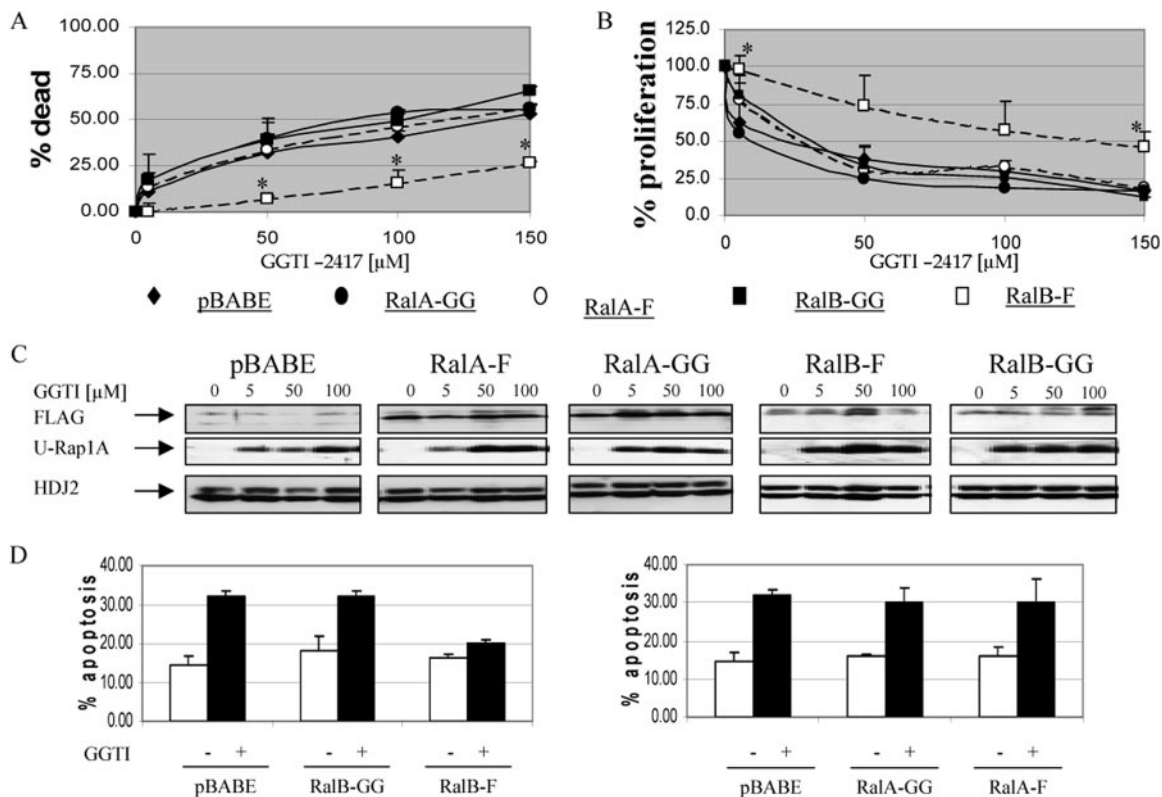 A
B
% dead
100.00
75.00
50.00
25.00
0.00
0
50
100
150
* * *
GGTI –2417 [µM]
% proliferation
125.0
100.0
75.0
50.0
25.0
0.0
0
50
100
150
* *
GGTI –2417 [µM]
pBABE RalA-GG RalA-F RalB-GG RalB-F
C
pBABE RalA-F RalA-GG RalB-F RalB-GG
GGTI [µM] 0 5 50 100 0 5 50 100 0 5 50 100 0 5 50 100 0 5 50 100
FLAG
U-Rap1A
HDJ2
D
% apoptosis
40.00
30.00
20.00
10.00
0.00
GGTI - + - + - +
pBABE RalB-GG RalB-F
% apoptosis
40.00
30.00
20.00
10.00
0.00
- + - + - +
pBABE RalA-GG RalA-F